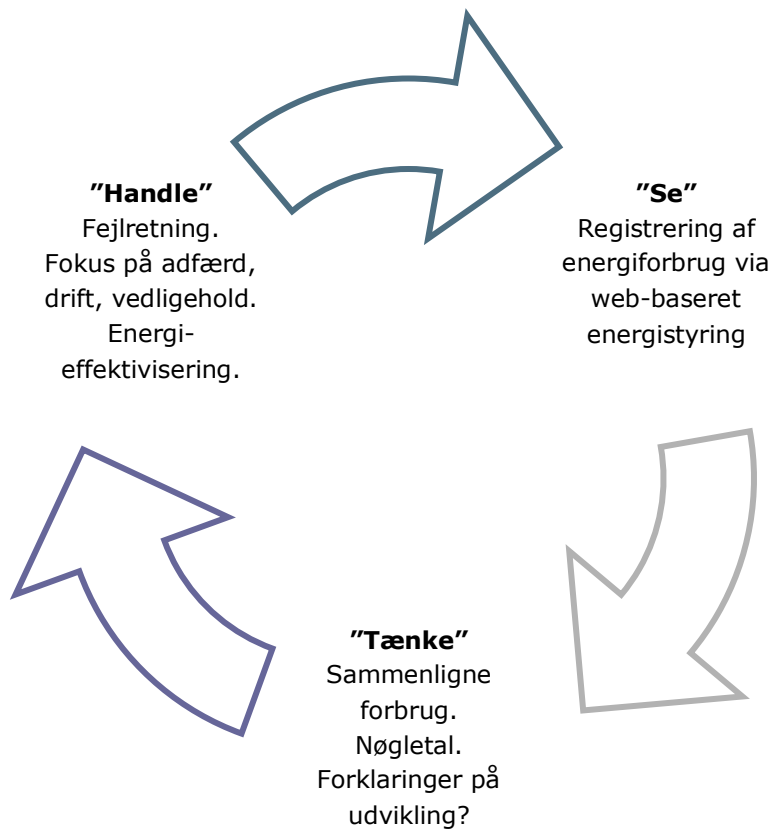 ”Handle”
Fejlretning.
Fokus på adfærd,
drift, vedligehold.
Energi-
effektivisering.
”Se”
Registrering af
energiforbrug via
web-baseret
energistyring
”Tænke”
Sammenligne
forbrug.
Nøgletal.
Forklaringer på
udvikling?